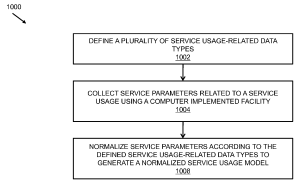 1000
DEFINE A PLURALITY OF SERVICE USAGE-RELATED DATA
TYPES
1002
COLLECT SERVICE PARAMETERS RELATED TO A SERVICE
USAGE USING A COMPUTER IMPLEMENTED FACILITY
1004
NORMALIZE SERVICE PARAMETERS ACCORDING TO THE
DEFINED SERVICE USAGE-RELATED DATA TYPES TO
GENERATE A NORMALIZED SERVICE USAGE MODEL
1008